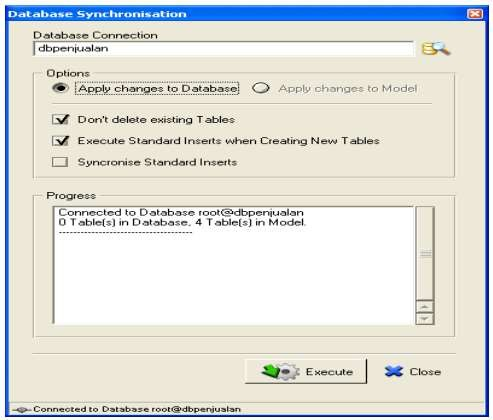 Database Synchronisation
Database Connection
dbpenjualan
Options
Apply changes to Database
Apply changes to Model
Don't delete existing Tables
Execute Standard Inserts when Creating New Tables
Syncronise Standard Inserts
Progress
Connected to Database root@dbpenjualan
0 Table(s) in Database, 4 Table(s) in Model.
----------------------------------
Execute
Close
Connected to Database root@dbpenjualan